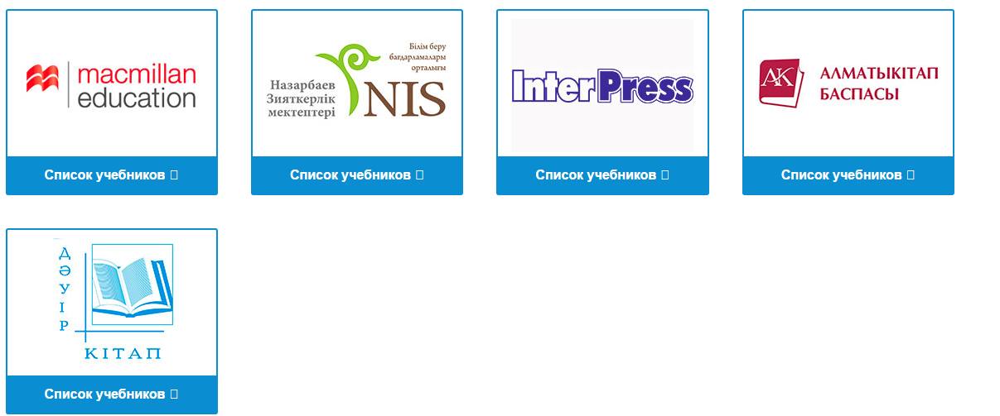 macmillan
education
Список учебников
Білім беру
бағдарламалары
орталығы
Назарбаев
Зияткерлік
мектептері
NIS
Список учебников
InterPress
Список учебников
AK
АЛМАТЫКІТАП
БАСПАСЫ
Список учебников
ДӘУІР
КІТАП
Список учебников